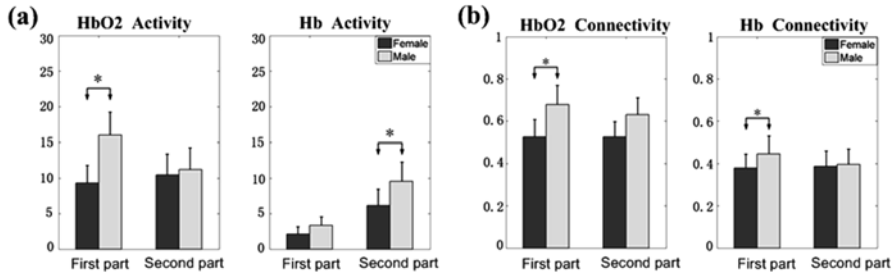 (a)
HbO2 Activity
30
25
20
15
10
5
0
*
First part Second part
Hb Activity
30
25
20
15
10
5
0
Female
Male
*
First part Second part
(b)
HbO2 Connectivity
1
0.8
0.6
0.4
0.2
0
*
First part Second part
Hb Connectivity
1
0.8
0.6
0.4
0.2
0
Female
Male
*
First part Second part